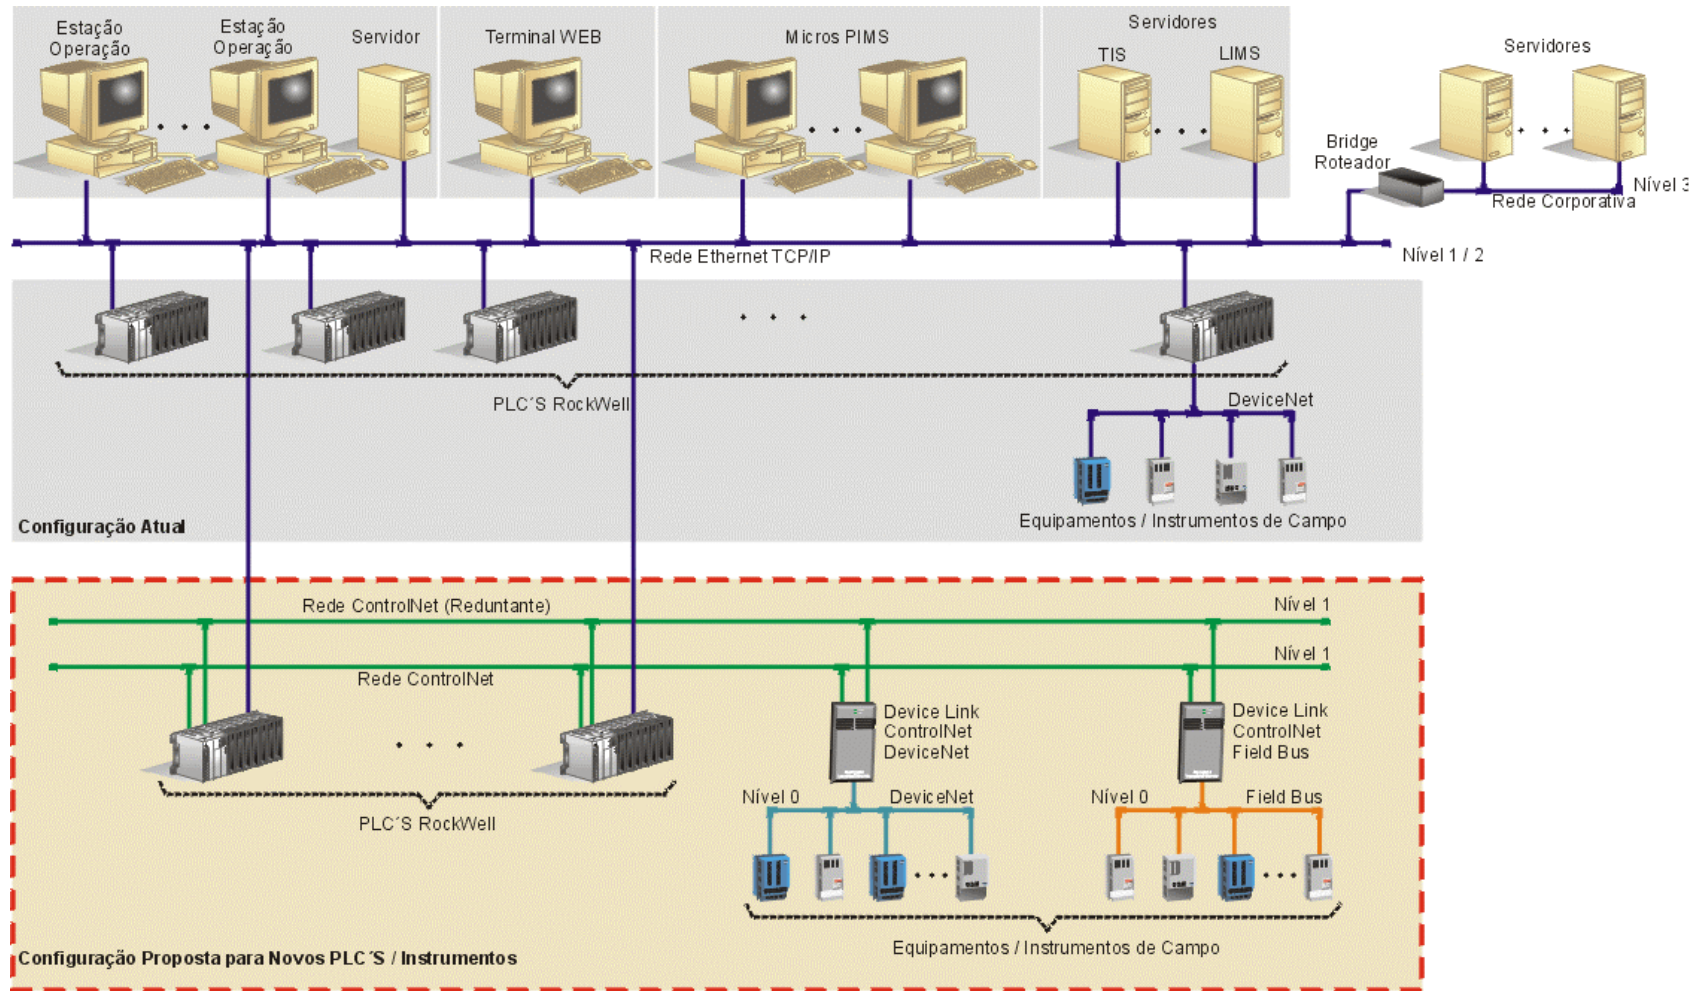 Estação
Operação
Estação
Operação
Servidor
Terminal WEB
Micros PIMS
Servidores
TIS
LIMS
Servidores
Bridge
Roteador
Nível 3
Rede Corporativa
Rede Ethernet TCP/IP
Nível 1 / 2
PLC´S RockWell
DeviceNet
Equipamentos / Instrumentos de Campo
Configuração Atual
Rede ControlNet (Reduntante)
Nível 1
Nível 1
Rede ControlNet
Device Link
ControlNet
DeviceNet
Device Link
ControlNet
Field Bus
Nível 0
DeviceNet
Nível 0
Field Bus
PLC´S RockWell
Equipamentos / Instrumentos de Campo
Configuração Proposta para Novos PLC´S / Instrumentos